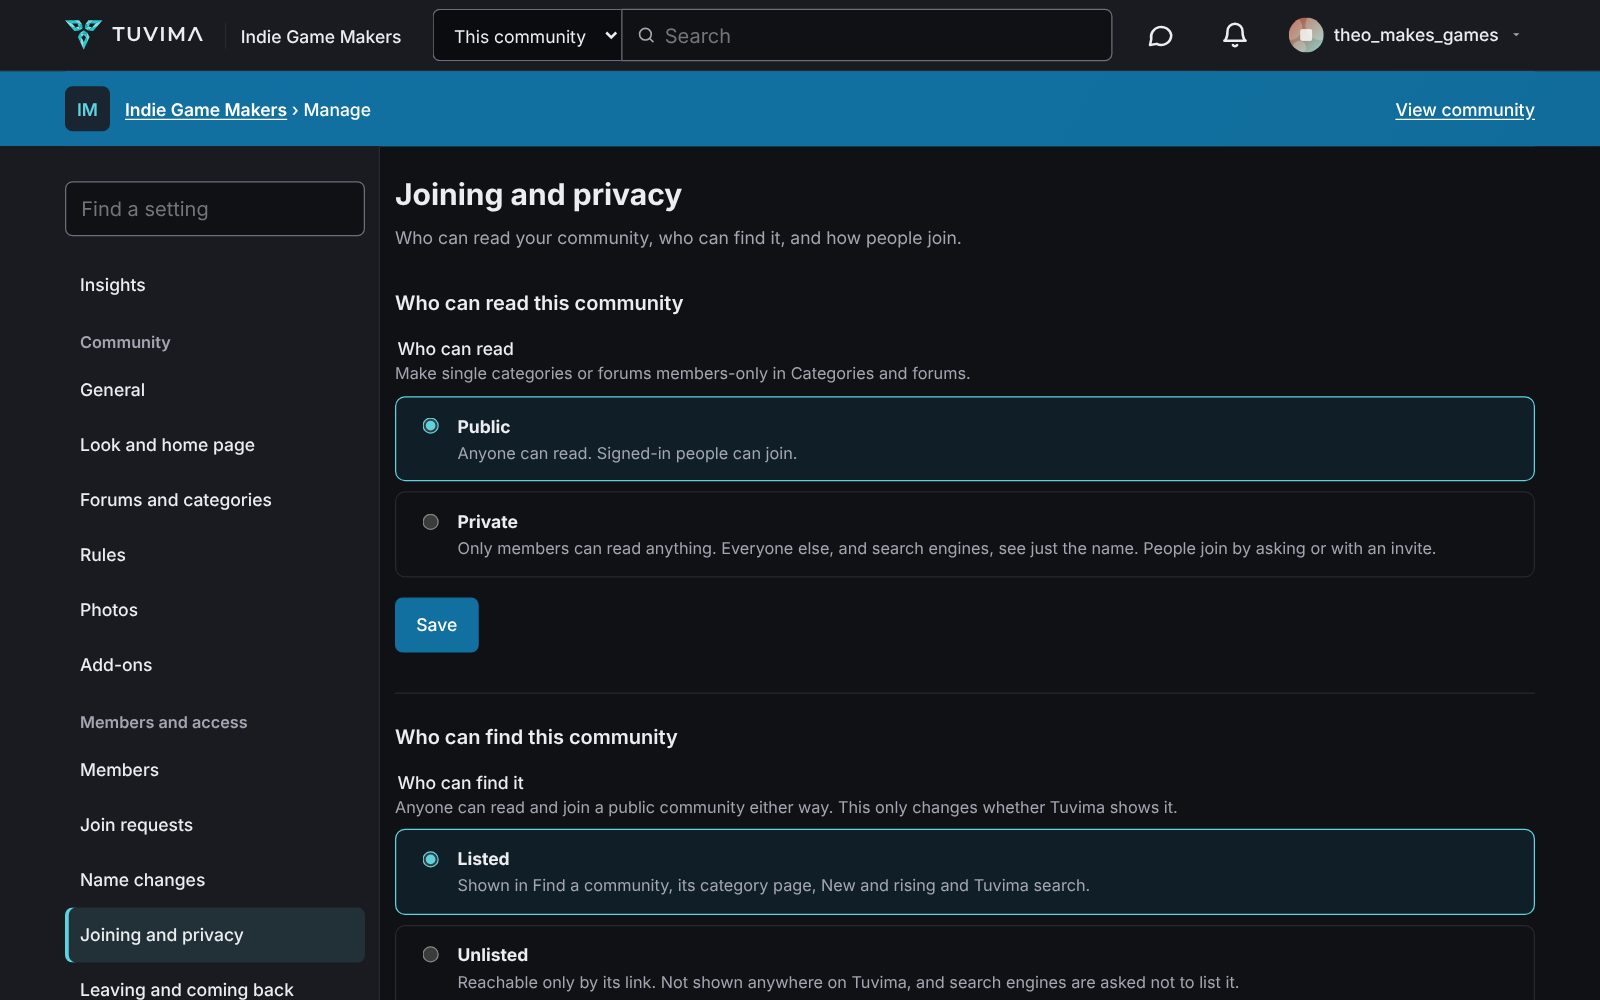 TUVIMA
Indie Game Makers
This community
Search
theo_makes_games
IM
Indie Game Makers › Manage
View community
Find a setting
Insights
Community
General
Look and home page
Forums and categories
Rules
Photos
Add-ons
Members and access
Members
Join requests
Name changes
Joining and privacy
Leaving and coming back
Joining and privacy
Who can read your community, who can find it, and how people join.
Who can read this community
Who can read
Make single categories or forums members-only in Categories and forums.
Public
Anyone can read. Signed-in people can join.
Private
Only members can read anything. Everyone else, and search engines, see just the name. People join by asking or with an invite.
Save
Who can find this community
Who can find it
Anyone can read and join a public community either way. This only changes whether Tuvima shows it.
Listed
Shown in Find a community, its category page, New and rising and Tuvima search.
Unlisted
Reachable only by its link. Not shown anywhere on Tuvima, and search engines are asked not to list it.